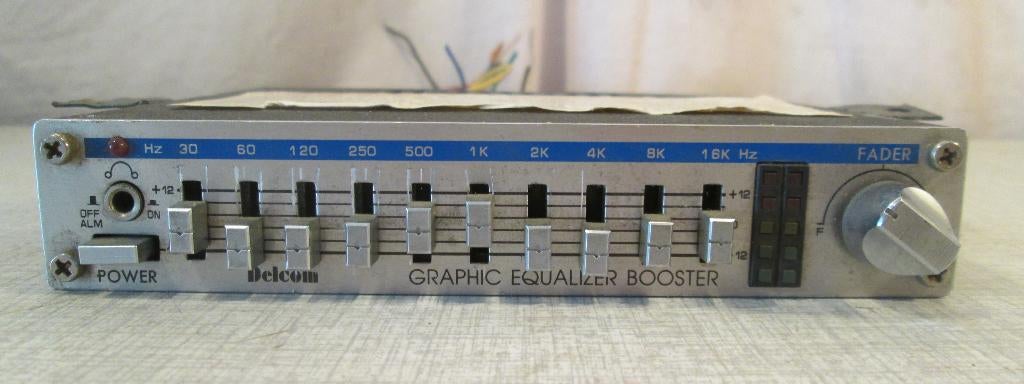 Hz 30 60 120 250 500 1K 2K 4K 8K 16K Hz FADER
+12 +12
OFF ON
ALM
0
12
POWER Delcom GRAPHIC EQUALIZER BOOSTER